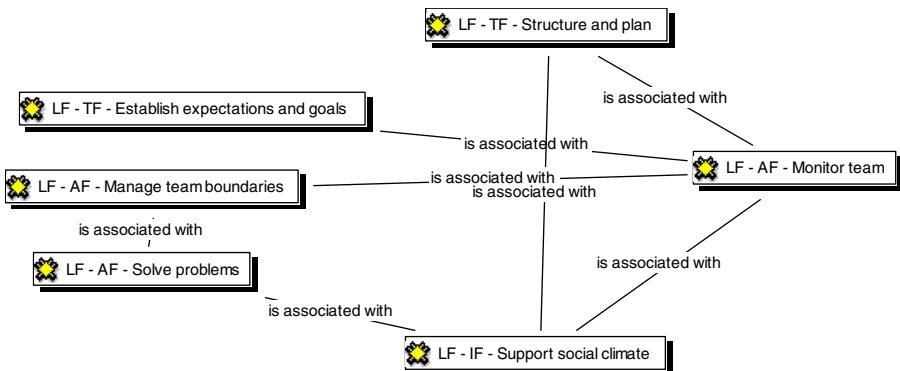 LF - TF - Structure and plan
is associated with
LF - TF - Establish expectations and goals
is associated with
LF - AF - Monitor team
is associated with
LF - AF - Manage team boundaries
is associated with
is associated with
LF - AF - Solve problems
is associated with
is associated with
LF - IF - Support social climate